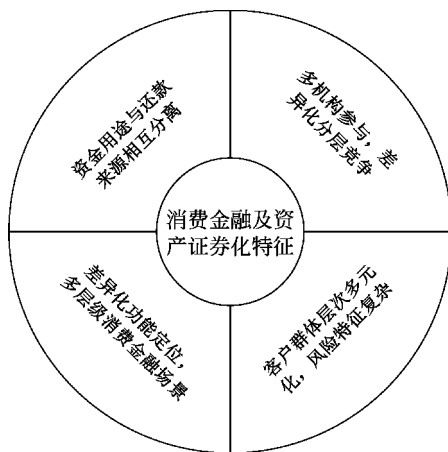 资金用途与还款
来源相互分离
多机构参与，差
异化分层竞争
消费金融及资
产证券化特征
差异化功能定位，
多层级消费金融场景
客户群体层次多元
化，风险特征复杂